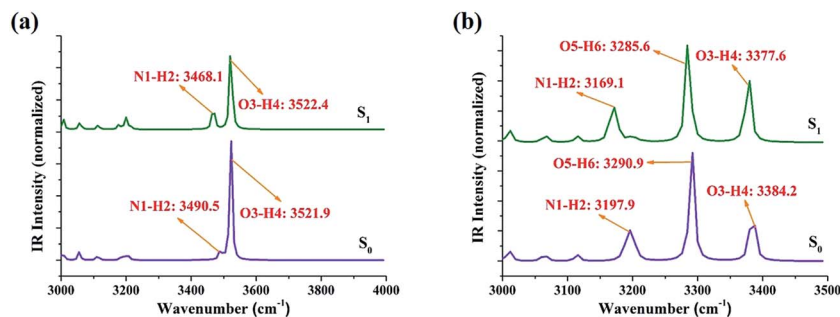 (a)
IR Intensity (normalized)
N1-H2: 3468.1
O3-H4: 3522.4
S1
N1-H2: 3490.5
O3-H4: 3521.9
S0
3000 3200 3400 3600 3800 4000
Wavenumber (cm-1)
(b)
IR Intensity (normalized)
O5-H6: 3285.6
O3-H4: 3377.6
N1-H2: 3169.1
S1
O5-H6: 3290.9
O3-H4: 3384.2
N1-H2: 3197.9
S0
3000 3100 3200 3300 3400 3500
Wavenumber (cm-1)